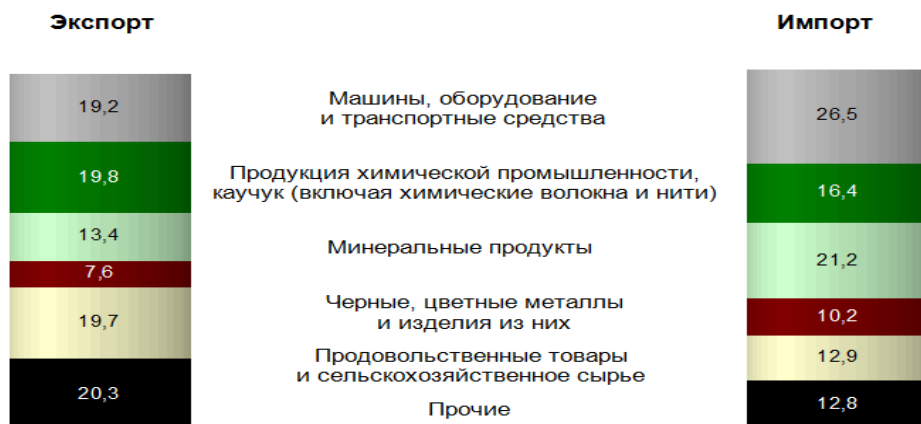 Экспорт
Импорт
19,2
Машины, оборудование
и транспортные средства
26,5
19,8
Продукция химической промышленности,
каучук (включая химические волокна и нити)
16,4
13,4
Минеральные продукты
21,2
7,6
Черные, цветные металлы
и изделия из них
10,2
19,7
Продовольственные товары
и сельскохозяйственное сырье
12,9
20,3
Прочие
12,8